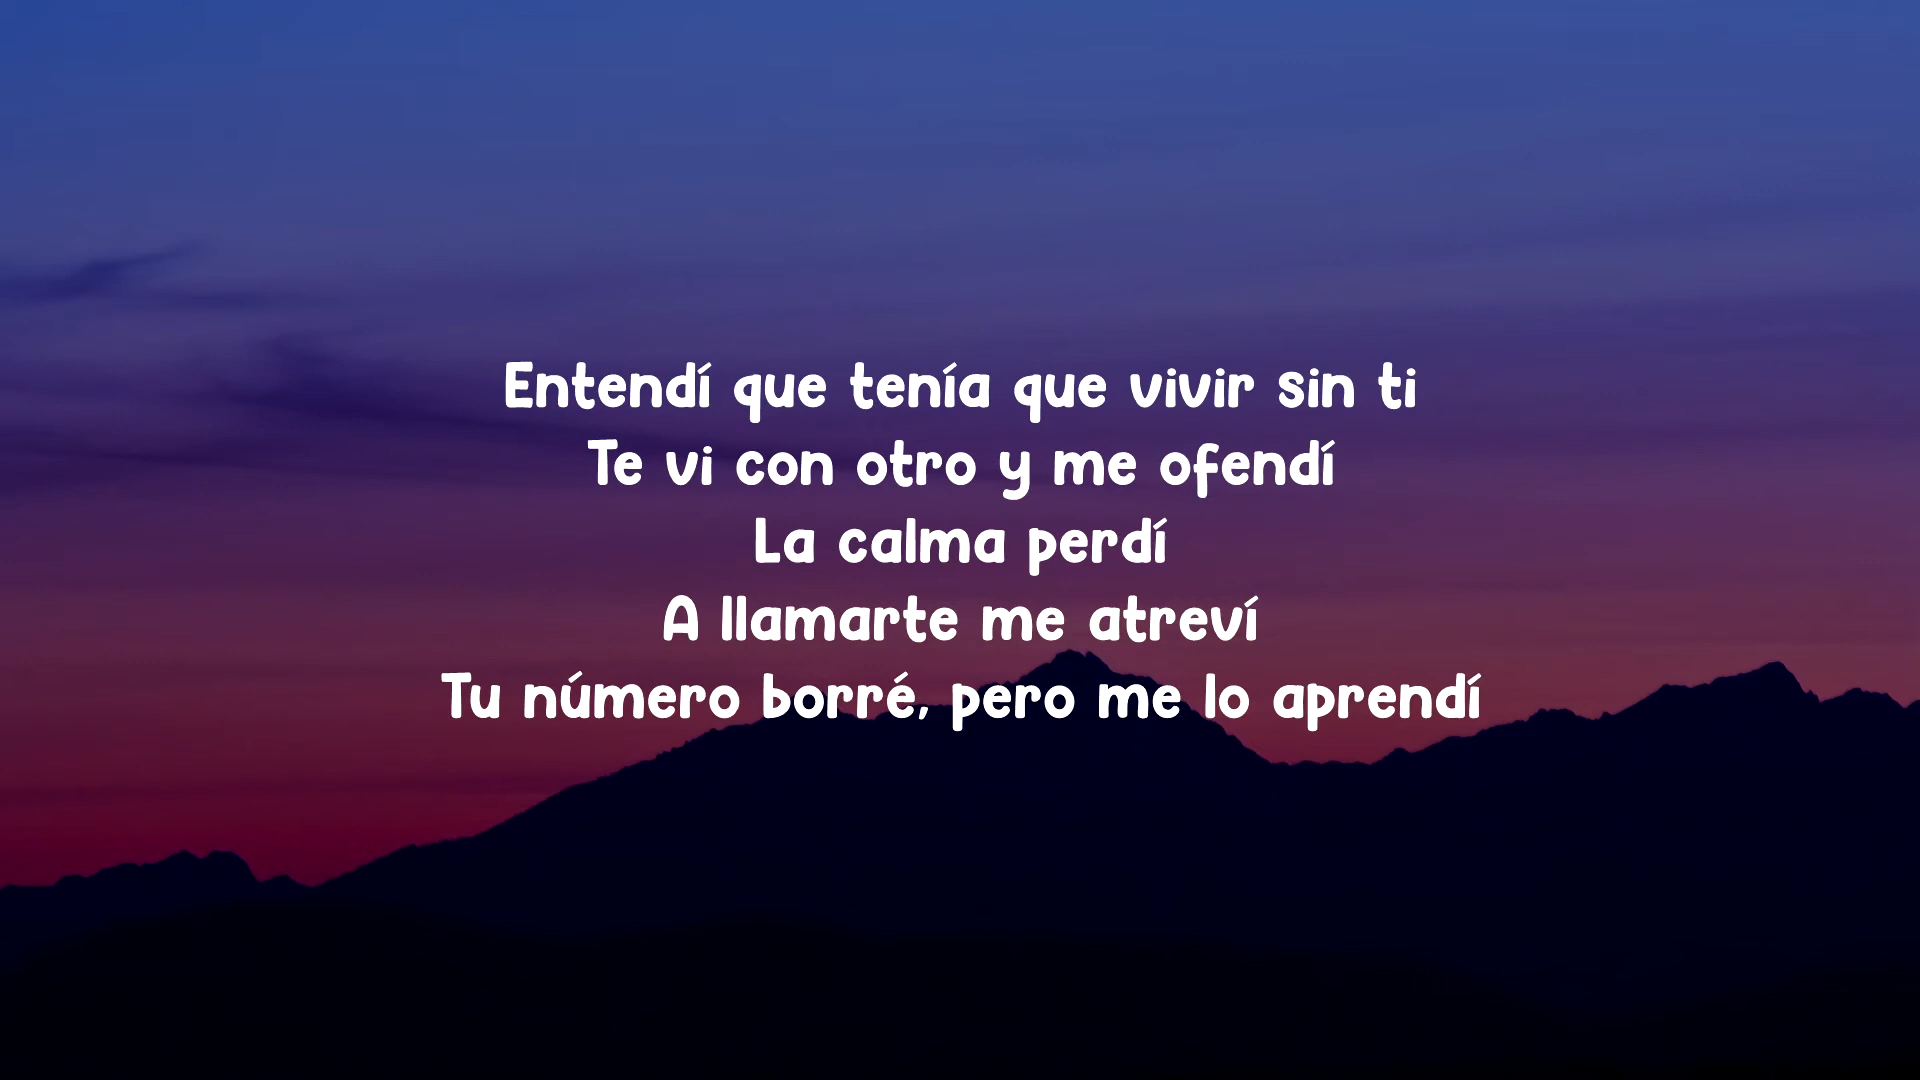 Entendí que tenía que vivir sin ti
Te vi con otro y me ofendí
La calma perdí
A llamarte me atreví
Tu número borré, pero me lo aprendí